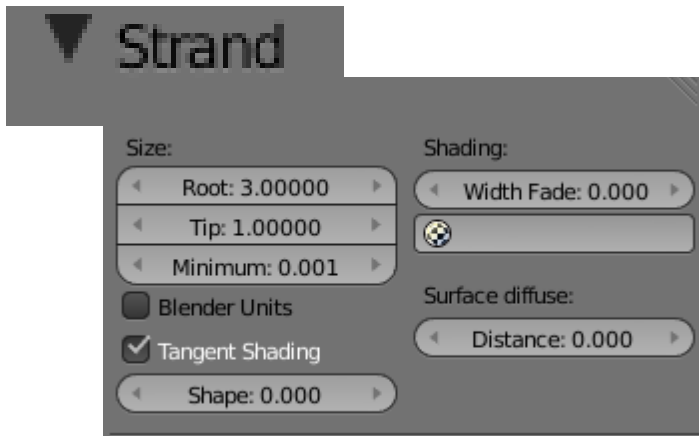 Strand
Size:
Root: 3.00000
Tip: 1.00000
Minimum: 0.001
Blender Units
Tangent Shading
Shape: 0.000
Shading:
Width Fade: 0.000
Surface diffuse:
Distance: 0.000